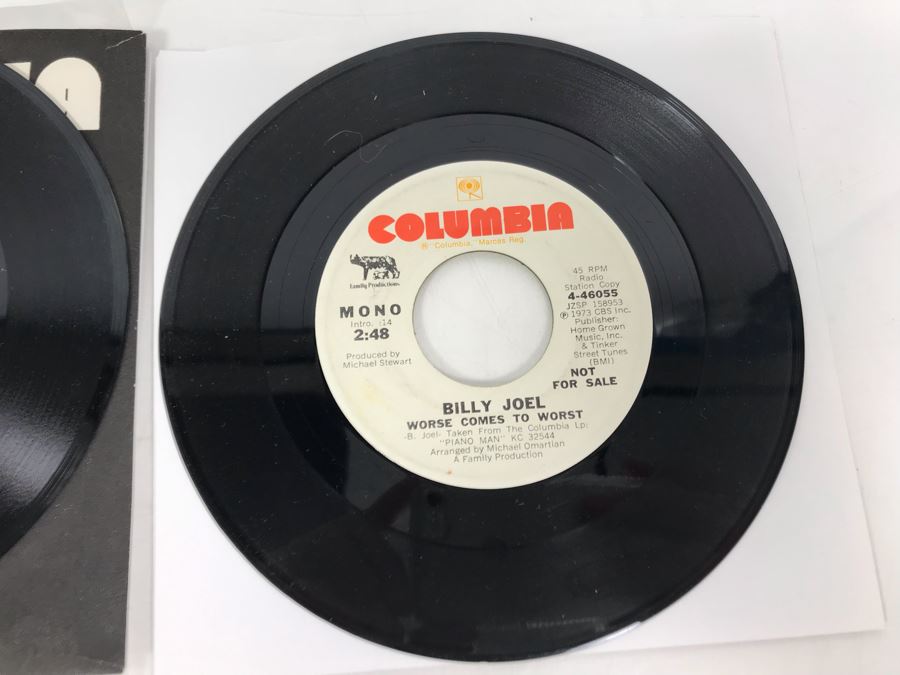 COLUMBIA
® "Columbia," Marcas Reg.
Family Productions.
MONO
Intro. :14
2:48
Produced by
Michael Stewart
45 RPM
Radio
Station Copy
4-46055
JZSP 158953
℗ 1973 CBS Inc.
Publisher:
Home Grown
Music, Inc.
& Tinker
Street Tunes
(BMI)
NOT
FOR SALE
BILLY JOEL
WORSE COMES TO WORST
-B. Joel- Taken From The Columbia Lp:
"PIANO MAN" KC 32544
Arranged by Michael Omartian
A Family Production